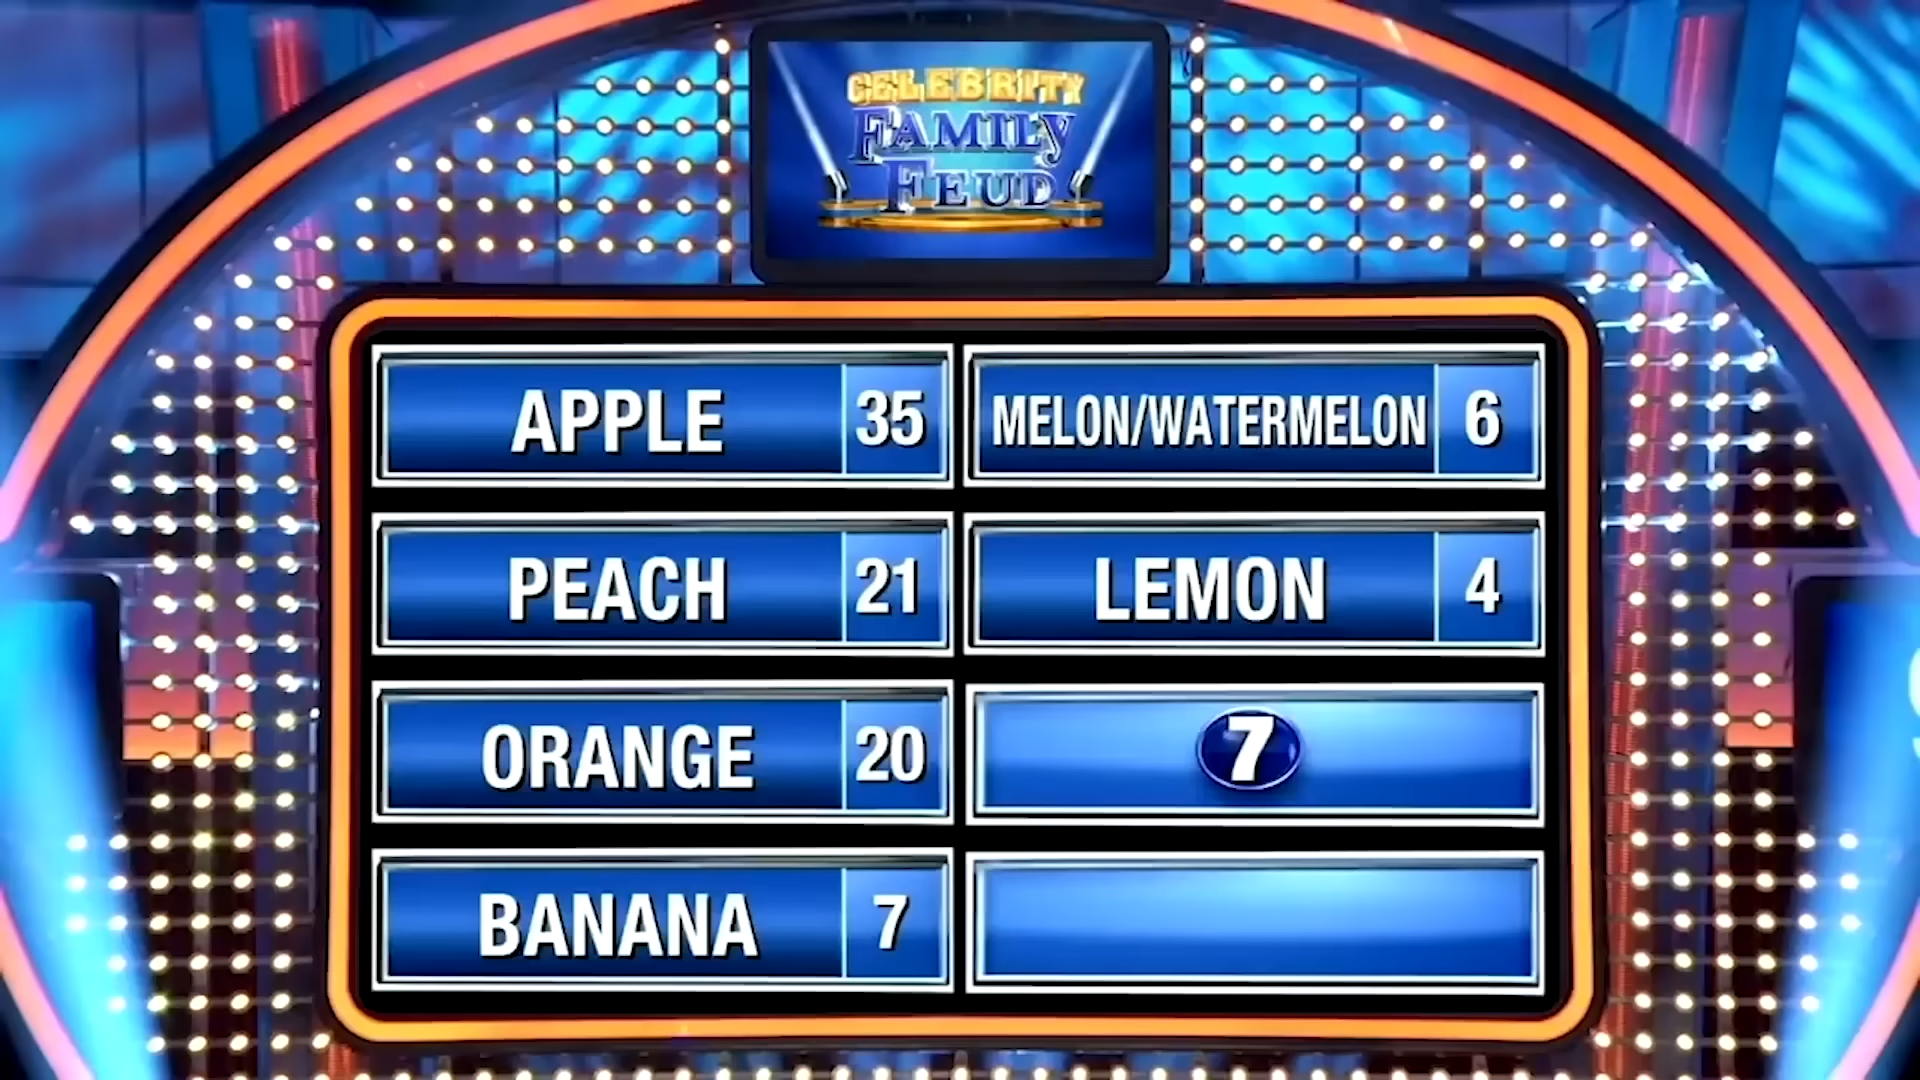 CELEBRITY
FAMILY
FEUD
APPLE 35
PEACH 21
ORANGE 20
BANANA 7
MELON/WATERMELON 6
LEMON 4
7